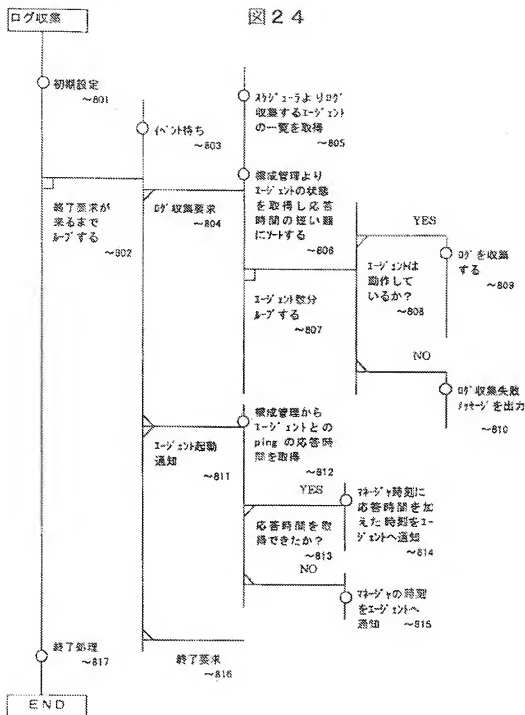 図24
ログ収集
初期設定
～801
終了要求が
来るまで
ループする
～802
イベント待ち
～803
ログ収集要求
～804
スケジューラよりログ
収集するエージェント
の一覧を取得
～805
構成管理より
エージェントの状態
を取得し応答
時間の短い順
にソートする
～806
エージェント数分
ループする
～807
エージェントは
動作して
いるか?
～808
YES
ログを収集
する
～809
NO
ログ収集失敗
メッセージを出力
～810
エージェント起動
通知
～811
構成管理から
エージェントとの
pingの応答時
間を取得
～812
応答時間を取
得できたか?
～813
YES
マネージャ時刻に
応答時間を加
えた時刻をエー
ジェントへ通知
～814
NO
マネージャの時刻
をエージェントへ
通知
～815
終了要求
～816
終了処理
～817
END